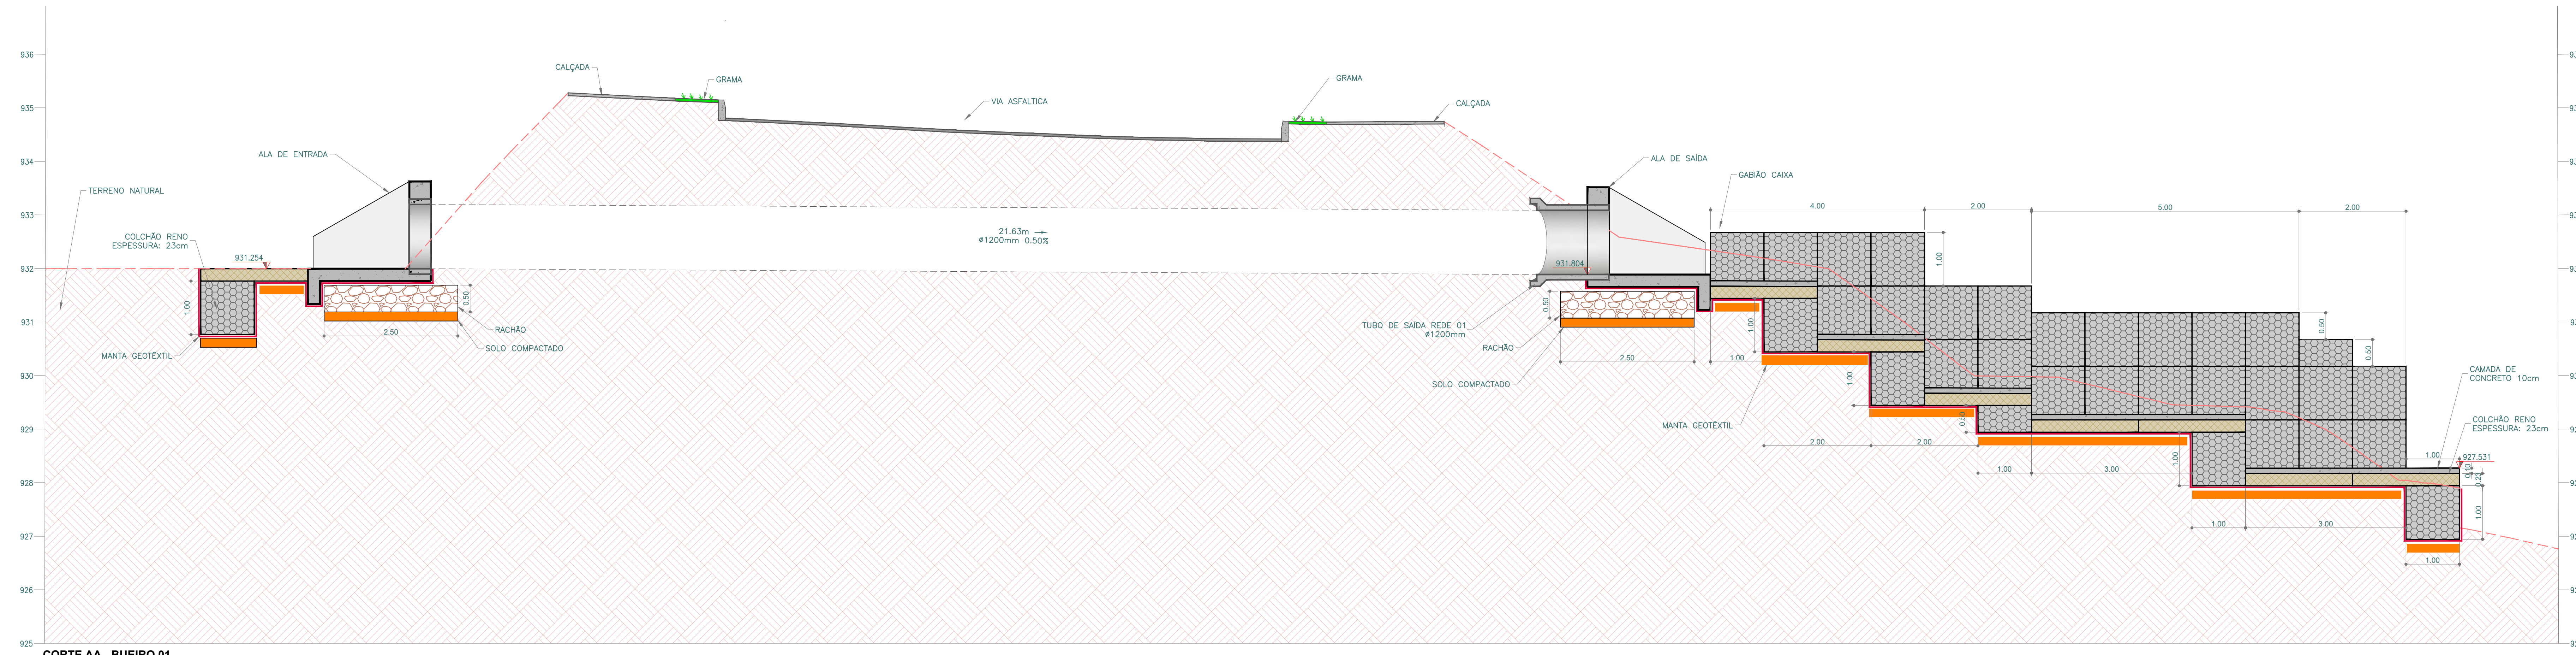 936
935
934
933
932
931
930
929
928
927
926
925
TERRENO NATURAL
COLCHÃO RENO
ESPESSURA: 23cm
931.254
1.00
MANTA GEOTÊXTIL
ALA DE ENTRADA
2.50
0.50
RACHÃO
SOLO COMPACTADO
CALÇADA
GRAMA
VIA ASFALTICA
GRAMA
CALÇADA
21.63m
ø1200mm 0.50%
ALA DE SAÍDA
GABIÃO CAIXA
931.804
TUBO DE SAÍDA REDE 01
ø1200mm
0.50
RACHÃO
SOLO COMPACTADO
2.50
1.00
MANTA GEOTÊXTIL
4.00
2.00
5.00
2.00
1.00
0.50
0.50
1.00
1.00
0.50
1.00
2.00
2.00
1.00
3.00
1.00
3.00
CAMADA DE
CONCRETO 10cm
COLCHÃO RENO
ESPESSURA: 23cm
1.00
927.531
0.10
0.23
1.00
1.00
CORTE AA - BUEIRO 01